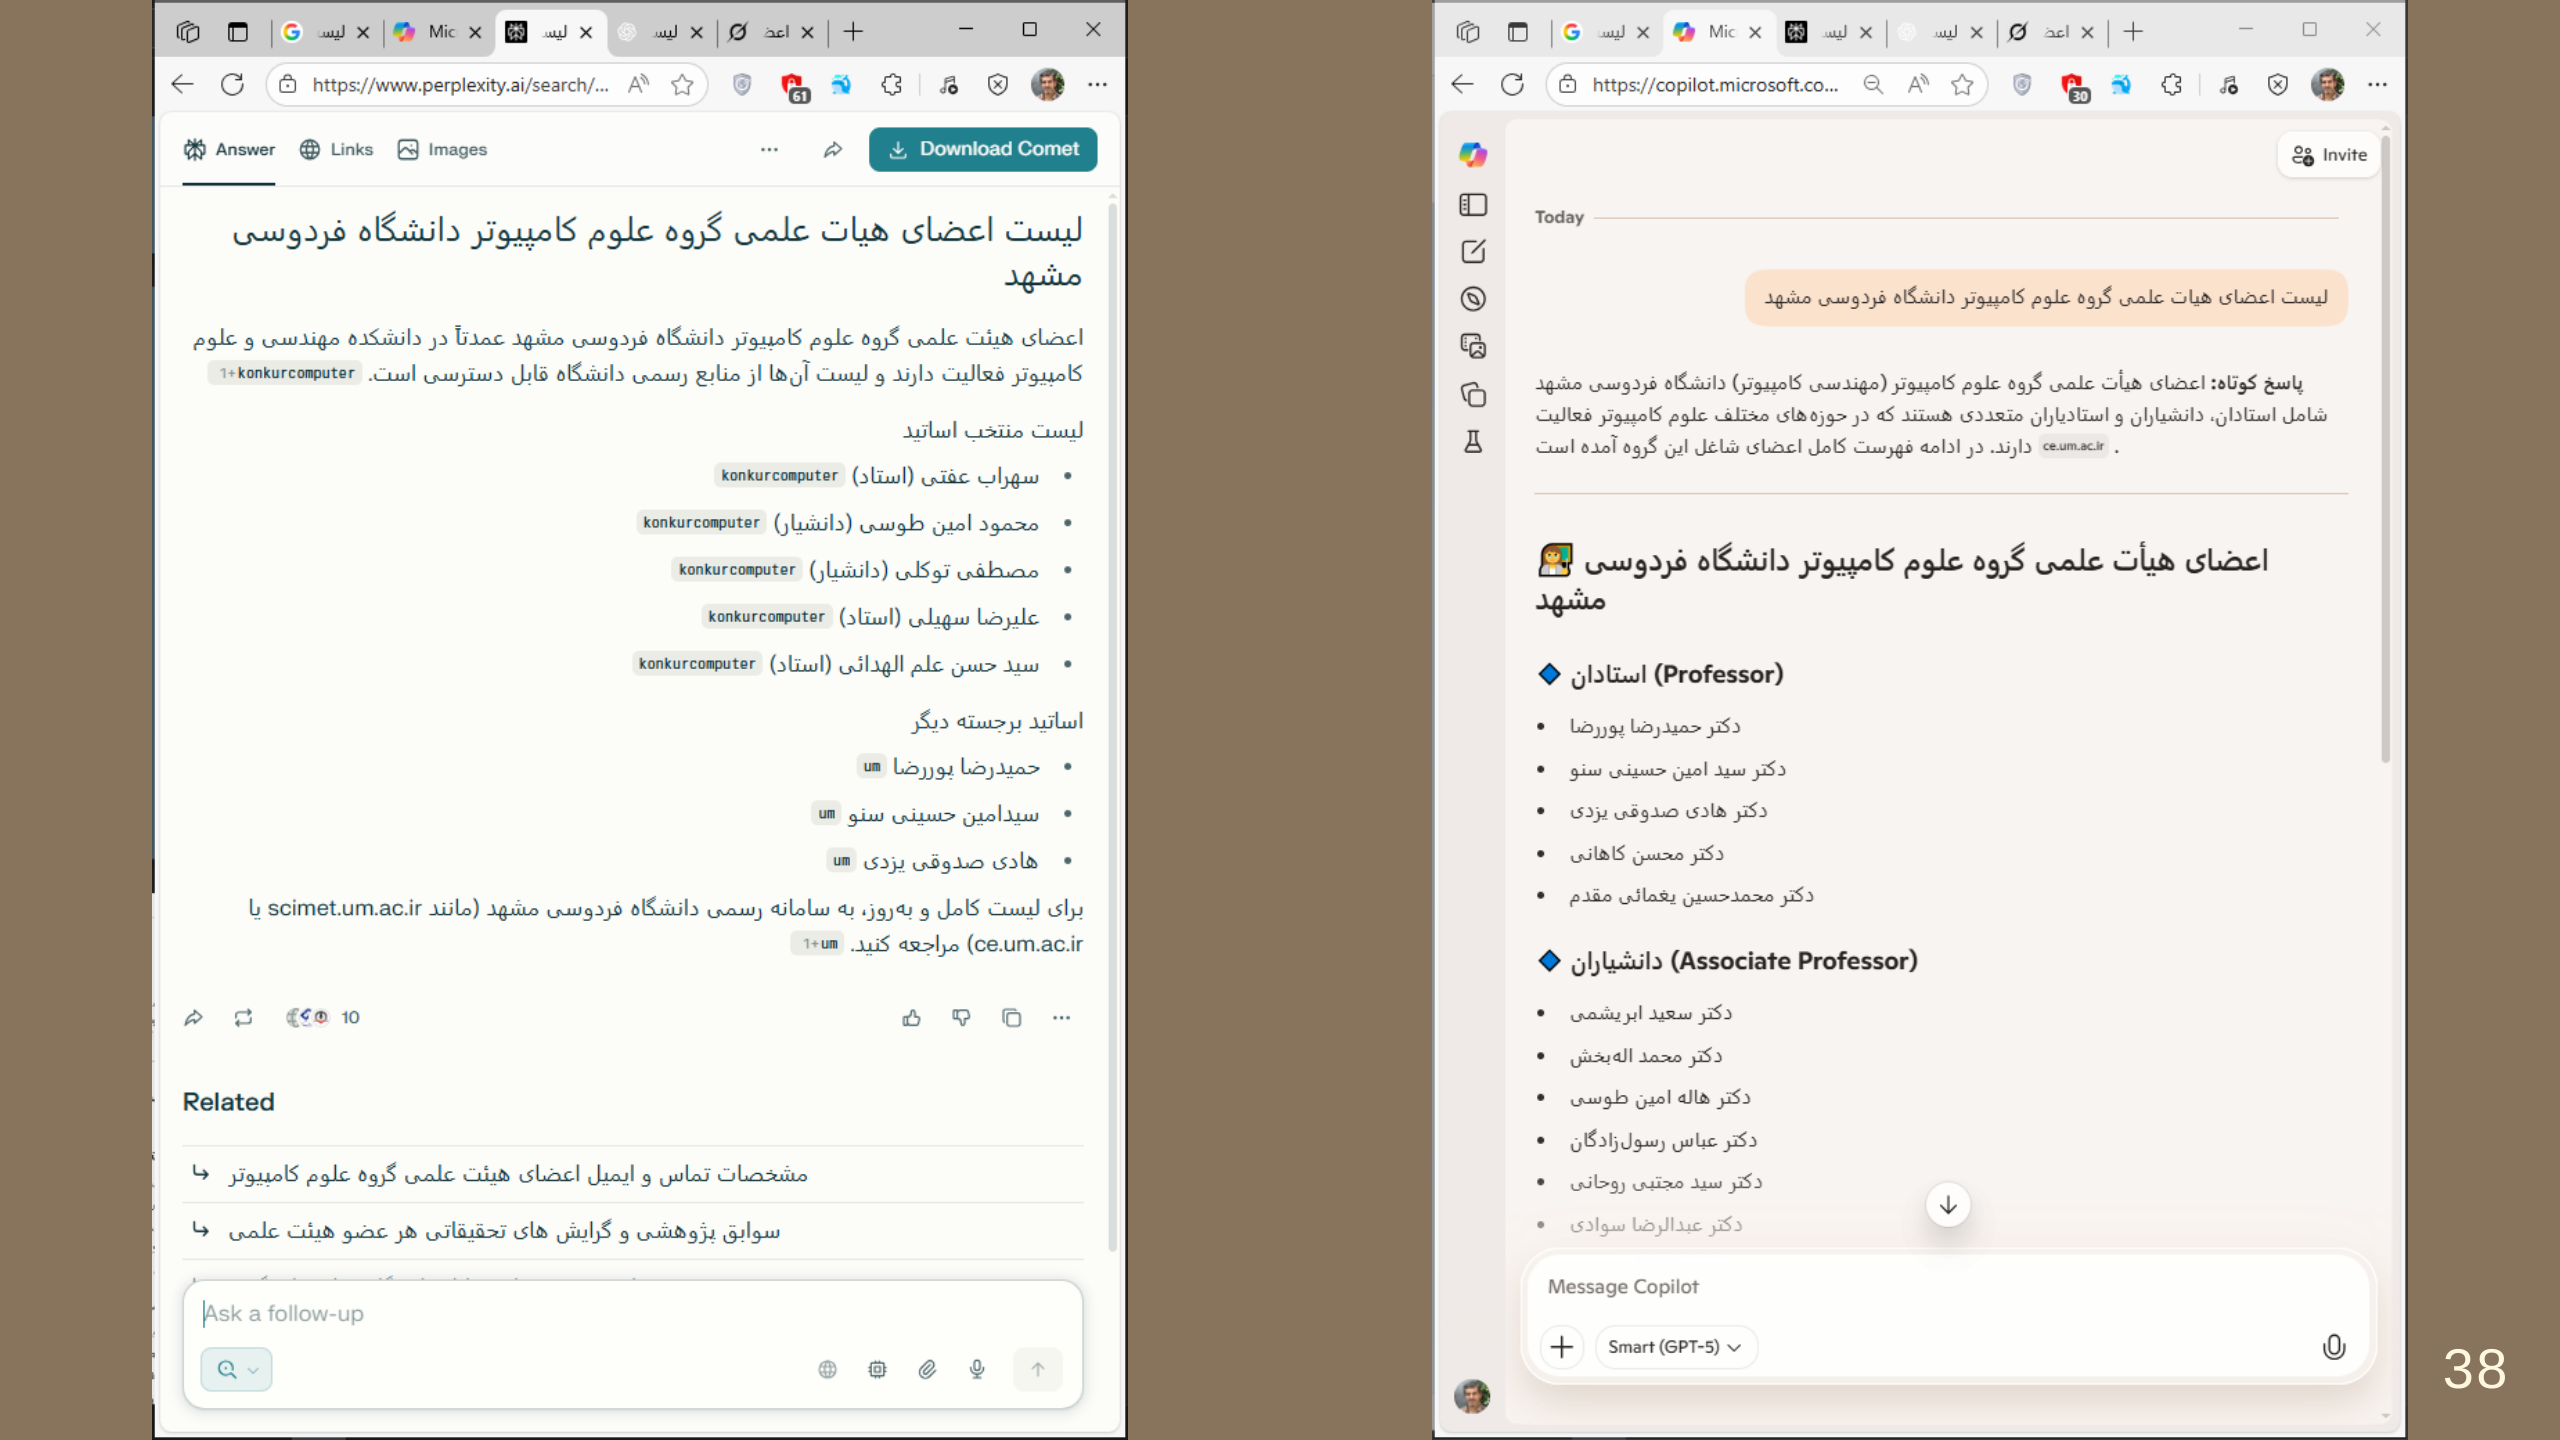 لیس
Mic
لیس
لیس
اعض
https://www.perplexity.ai/search/...
61
Answer
Links
Images
Download Comet
لیست اعضای هیات علمی گروه علوم کامپیوتر دانشگاه فردوسی
مشهد
اعضای هیئت علمی گروه علوم کامپیوتر دانشگاه فردوسی مشهد عمدتاً در دانشکده مهندسی و علوم
کامپیوتر فعالیت دارند و لیست آن‌ها از منابع رسمی دانشگاه قابل دسترسی است. konkurcomputer+1
لیست منتخب اساتید
• سهراب عفتی (استاد) konkurcomputer
• محمود امین طوسی (دانشیار) konkurcomputer
• مصطفی توکلی (دانشیار) konkurcomputer
• علیرضا سهیلی (استاد) konkurcomputer
• سید حسن علم الهدائی (استاد) konkurcomputer
اساتید برجسته دیگر
• حمیدرضا پوررضا um
• سیدامین حسینی سنو um
• هادی صدوقی یزدی um
برای لیست کامل و به‌روز، به سامانه رسمی دانشگاه فردوسی مشهد (مانند scimet.um.ac.ir یا
ce.um.ac.ir) مراجعه کنید. um+1
10
Related
مشخصات تماس و ایمیل اعضای هیئت علمی گروه علوم کامپیوتر
سوابق پژوهشی و گرایش های تحقیقاتی هر عضو هیئت علمی
Ask a follow-up
لیس
Mic
لیس
لیس
اعض
https://copilot.microsoft.co...
30
Invite
Today
لیست اعضای هیات علمی گروه علوم کامپیوتر دانشگاه فردوسی مشهد
پاسخ کوتاه: اعضای هیأت علمی گروه علوم کامپیوتر (مهندسی کامپیوتر) دانشگاه فردوسی مشهد
شامل استادان، دانشیاران و استادیاران متعددی هستند که در حوزه‌های مختلف علوم کامپیوتر فعالیت
دارند. در ادامه فهرست کامل اعضای شاغل این گروه آمده است ce.um.ac.ir .
اعضای هیأت علمی گروه علوم کامپیوتر دانشگاه فردوسی
مشهد
استادان (Professor)
• دکتر حمیدرضا پوررضا
• دکتر سید امین حسینی سنو
• دکتر هادی صدوقی یزدی
• دکتر محسن کاهانی
• دکتر محمدحسین یغمائی مقدم
دانشیاران (Associate Professor)
• دکتر سعید ابریشمی
• دکتر محمد اله‌بخش
• دکتر هاله امین طوسی
• دکتر عباس رسول‌زادگان
• دکتر سید مجتبی روحانی
• دکتر عبدالرضا سوادی
Message Copilot
Smart (GPT-5)
38